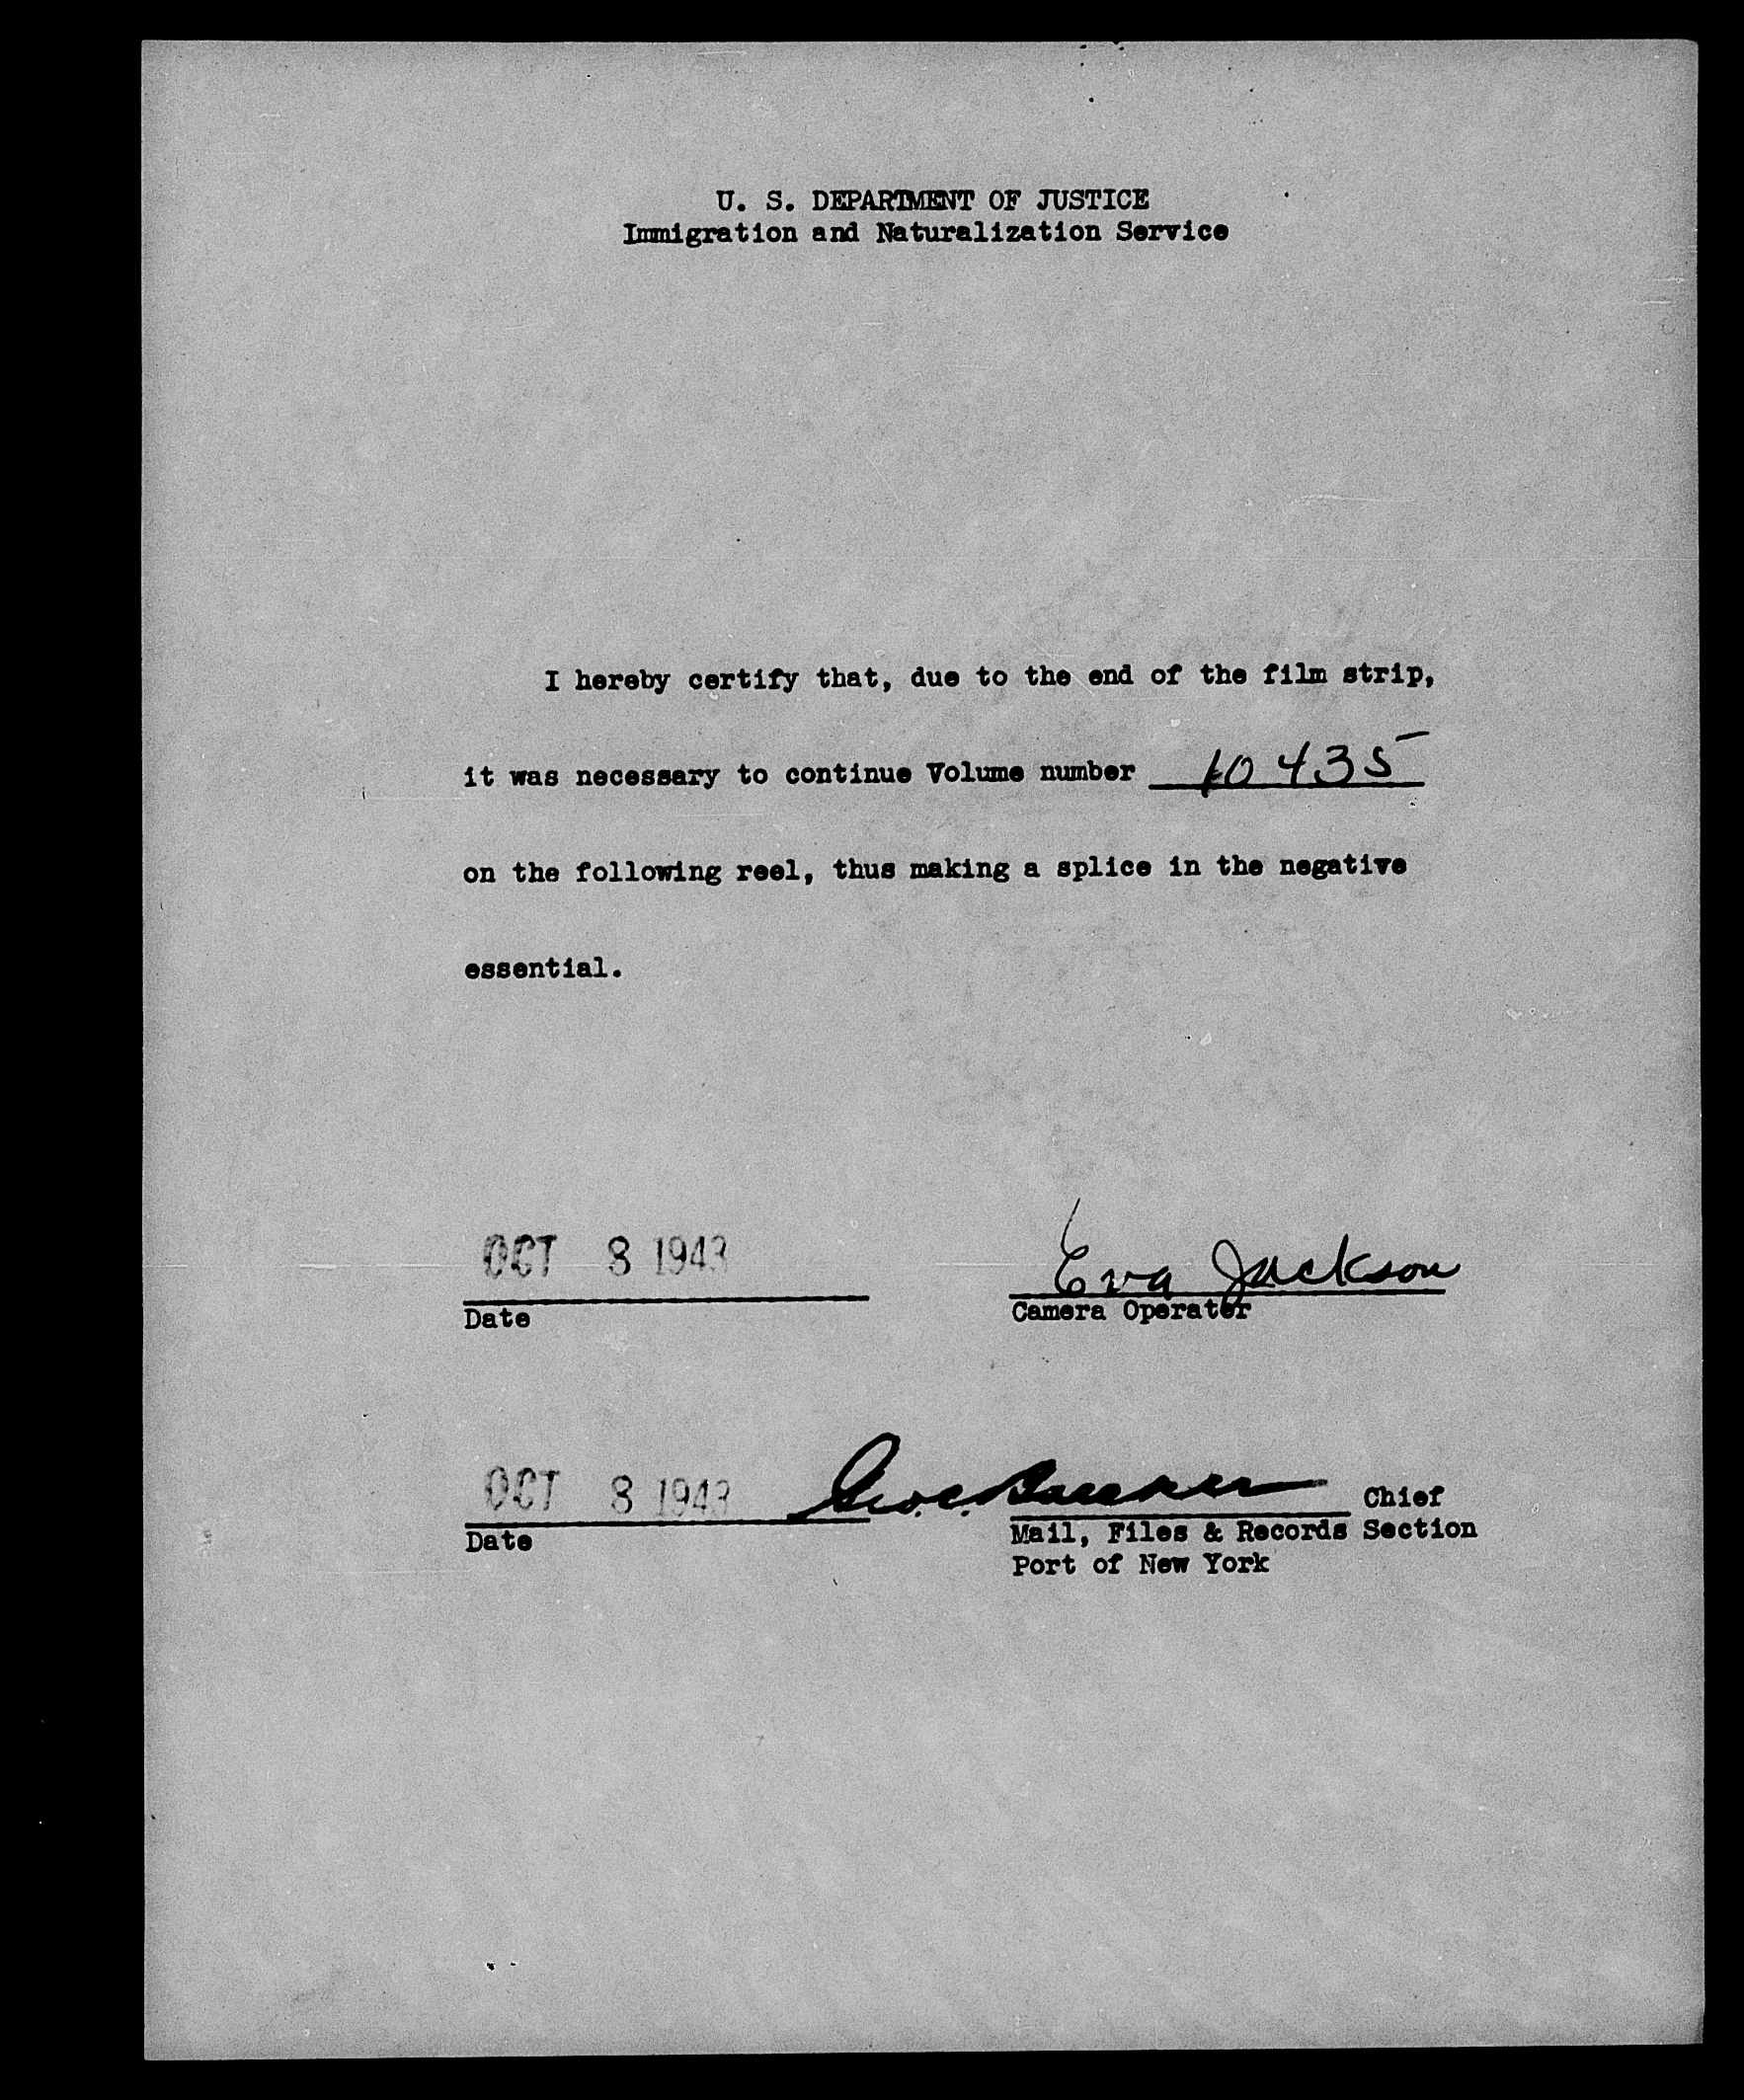 U. S. DEPARTMENT OF JUSTICE
Immigration and Naturalization Service
I hereby certify that, due to the end of the film strip,
it was necessary to continue Volume number 10435
on the following reel, thus making a splice in the negative
essential.
OCT 8 1943
Date
Eva Jackson
Camera Operator
OCT 8 1943
Date
Geo. C. Chief
Mail, Files & Records Section
Port of New York